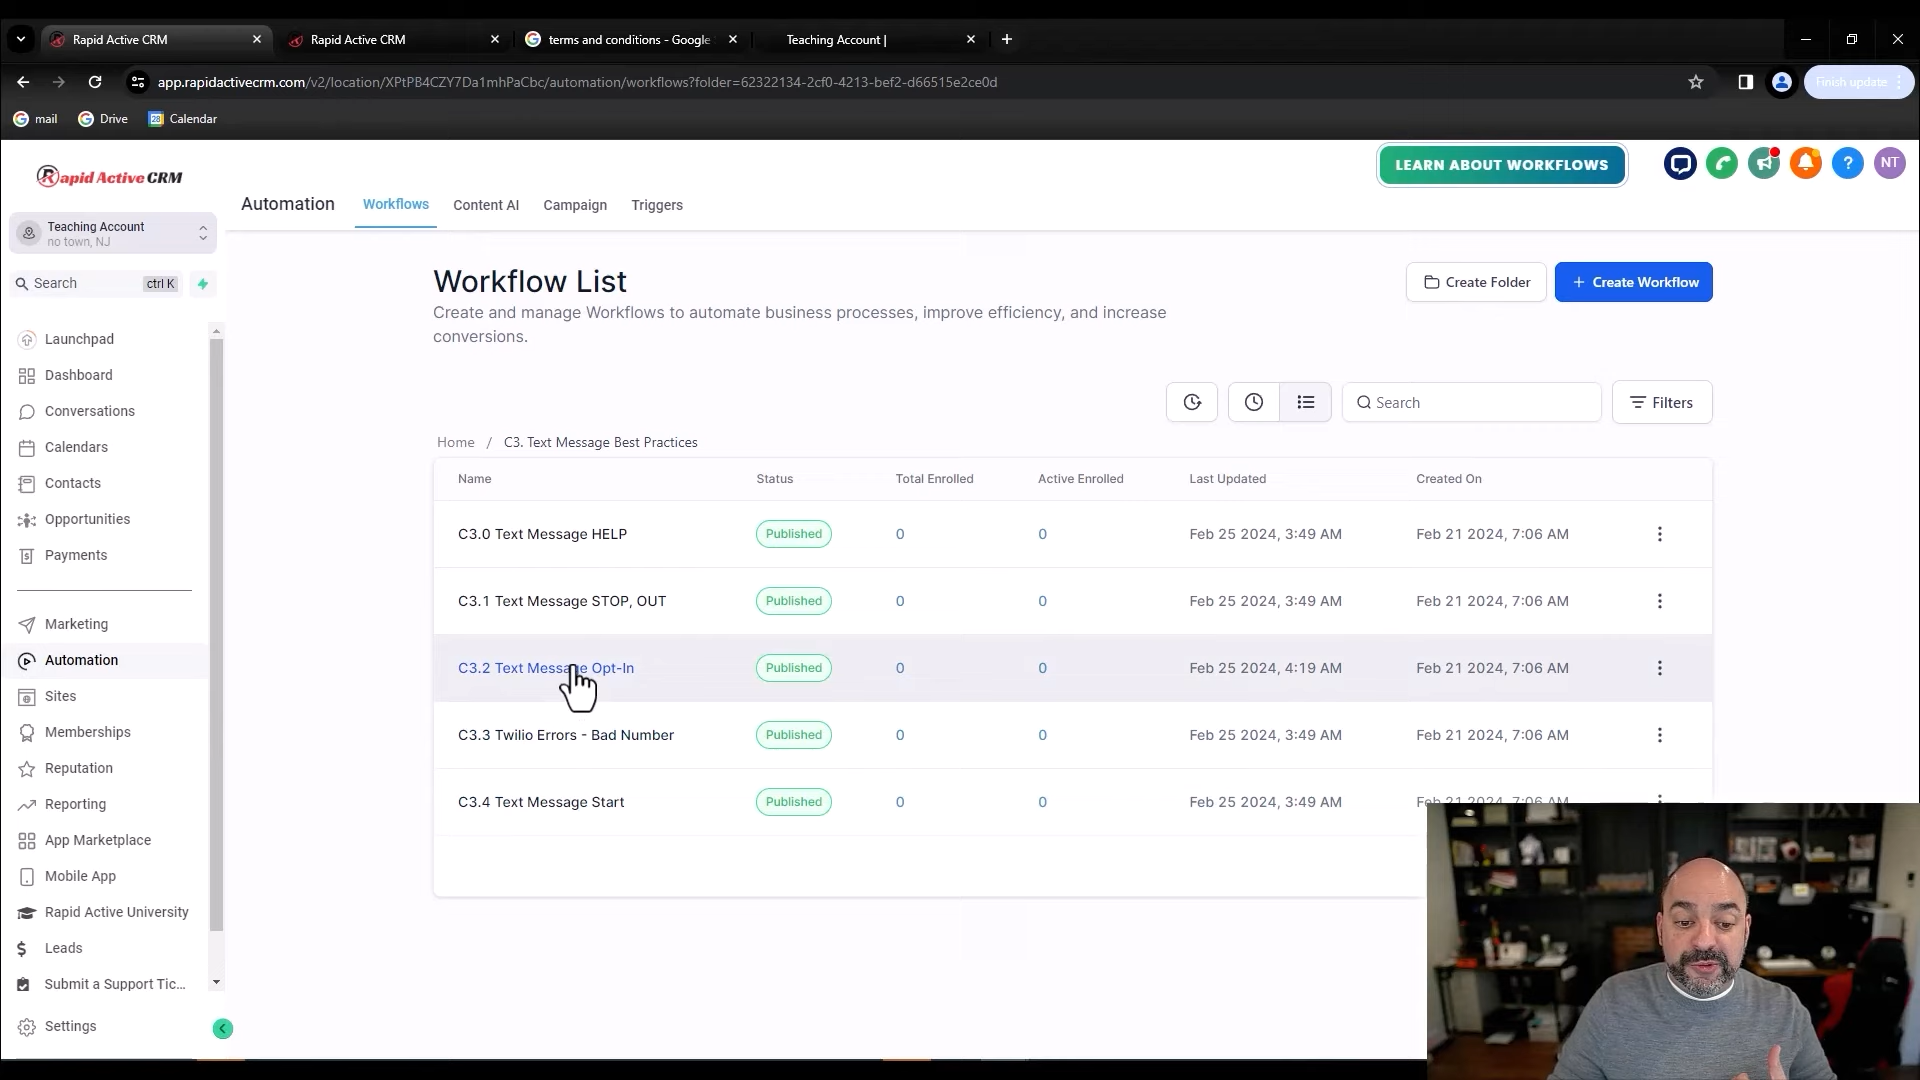 Rapid Active CRM
Rapid Active CRM
terms and conditions - Google
Teaching Account |
app.rapidactivecrm.com/v2/location/XPtPB4CZY7Da1mhPaCbc/automation/workflows?folder=62322134-2cf0-4213-bef2-d66515e2ce0d
Finish update
mail
Drive
28
Calendar
Rapid Active CRM
LEARN ABOUT WORKFLOWS
?
NT
Automation
Workflows
Content AI
Campaign
Triggers
Teaching Account
no town, NJ
Search
ctrl K
Launchpad
Dashboard
Conversations
Calendars
Contacts
Opportunities
Payments
Marketing
Automation
Sites
Memberships
Reputation
Reporting
App Marketplace
Mobile App
Rapid Active University
Leads
Submit a Support Tic...
Settings
Workflow List
Create and manage Workflows to automate business processes, improve efficiency, and increase
conversions.
Create Folder
+ Create Workflow
Search
Filters
Home / C3. Text Message Best Practices
Name Status Total Enrolled Active Enrolled Last Updated Created On
C3.0 Text Message HELP Published 0 0 Feb 25 2024, 3:49 AM Feb 21 2024, 7:06 AM
C3.1 Text Message STOP, OUT Published 0 0 Feb 25 2024, 3:49 AM Feb 21 2024, 7:06 AM
C3.2 Text Message Opt-In Published 0 0 Feb 25 2024, 4:19 AM Feb 21 2024, 7:06 AM
C3.3 Twilio Errors - Bad Number Published 0 0 Feb 25 2024, 3:49 AM Feb 21 2024, 7:06 AM
C3.4 Text Message Start Published 0 0 Feb 25 2024, 3:49 AM Feb 21 2024, 7:06 AM